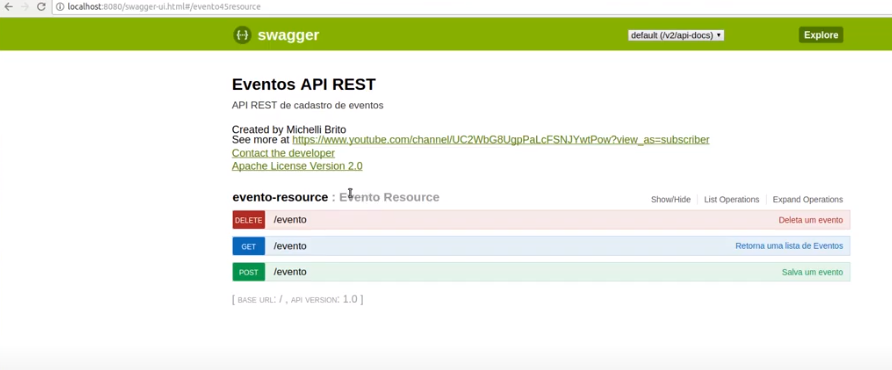 localhost:8080/swagger-ui.html#/evento45resource
swagger
default (/v2/api-docs)
Explore
Eventos API REST
API REST de cadastro de eventos
Created by Michelli Brito
See more at https://www.youtube.com/channel/UC2WbG8UgpPaLcFSNJYwtPow?view_as=subscriber
Contact the developer
Apache License Version 2.0
evento-resource : Evento Resource
Show/Hide List Operations Expand Operations
DELETE /evento Deleta um evento
GET /evento Retorna uma lista de Eventos
POST /evento Salva um evento
[ BASE URL: / , API VERSION: 1.0 ]